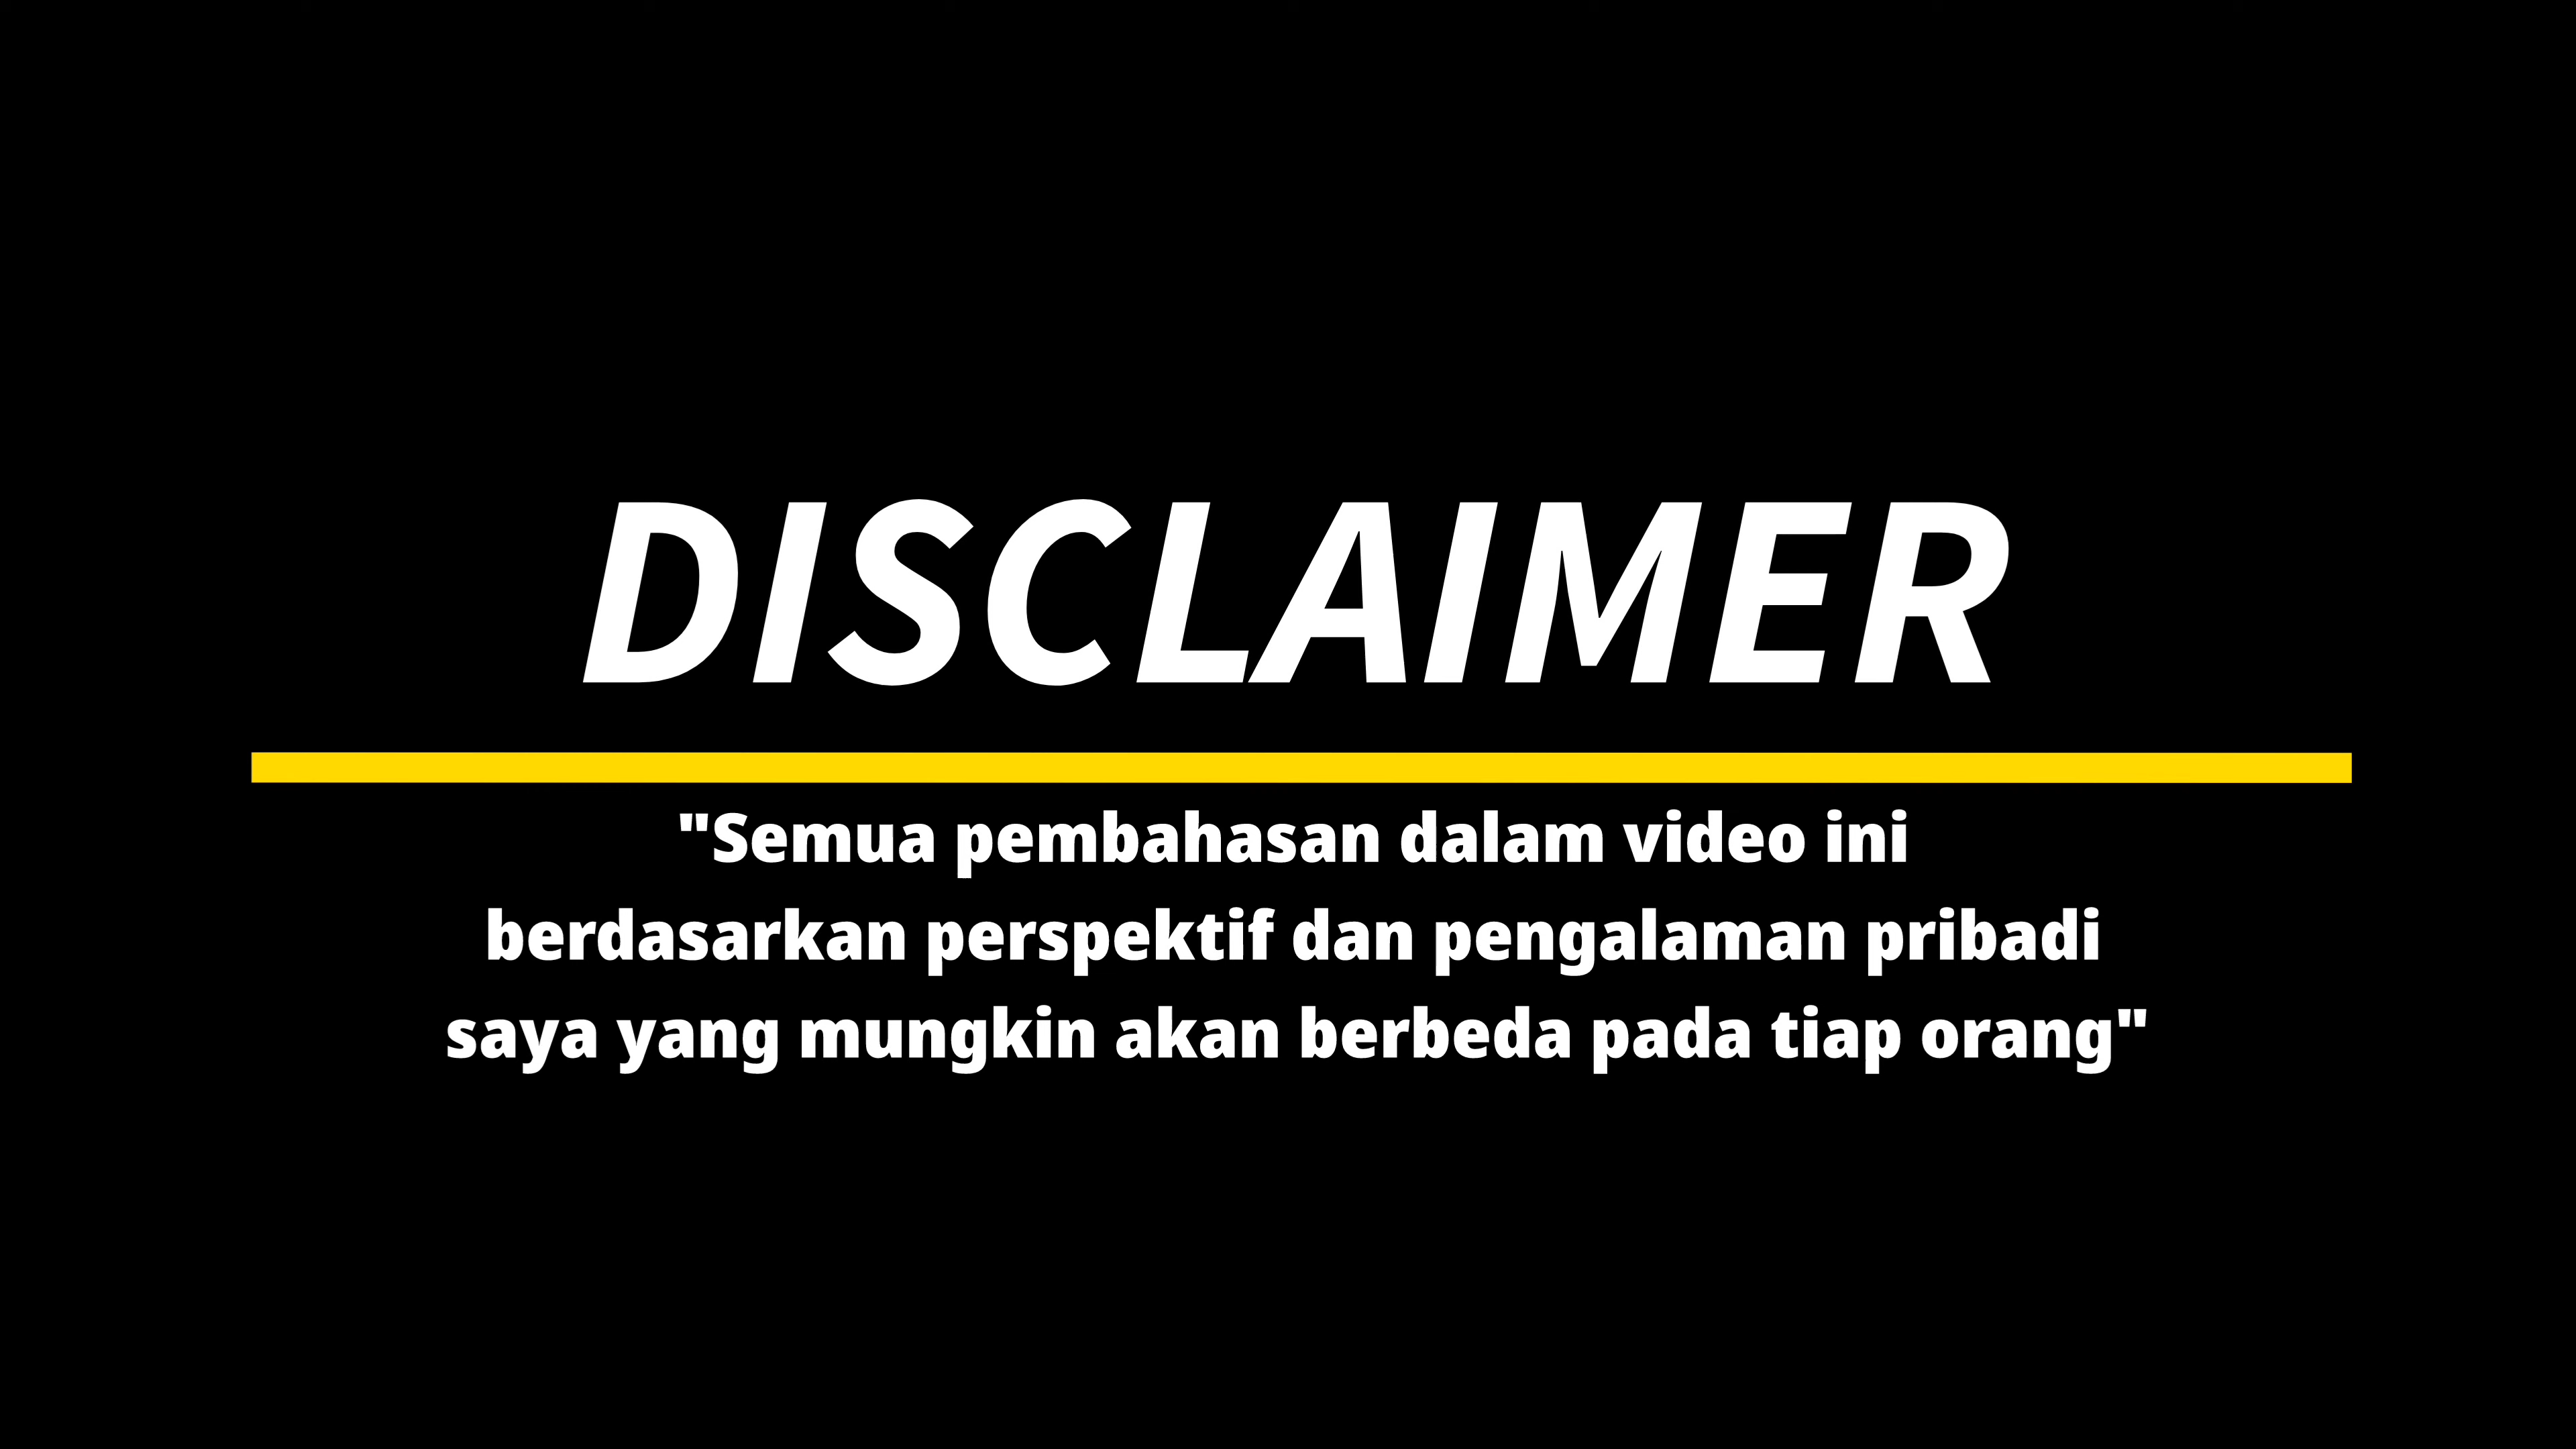 DISCLAIMER
"Semua pembahasan dalam video ini
berdasarkan perspektif dan pengalaman pribadi
saya yang mungkin akan berbeda pada tiap orang"